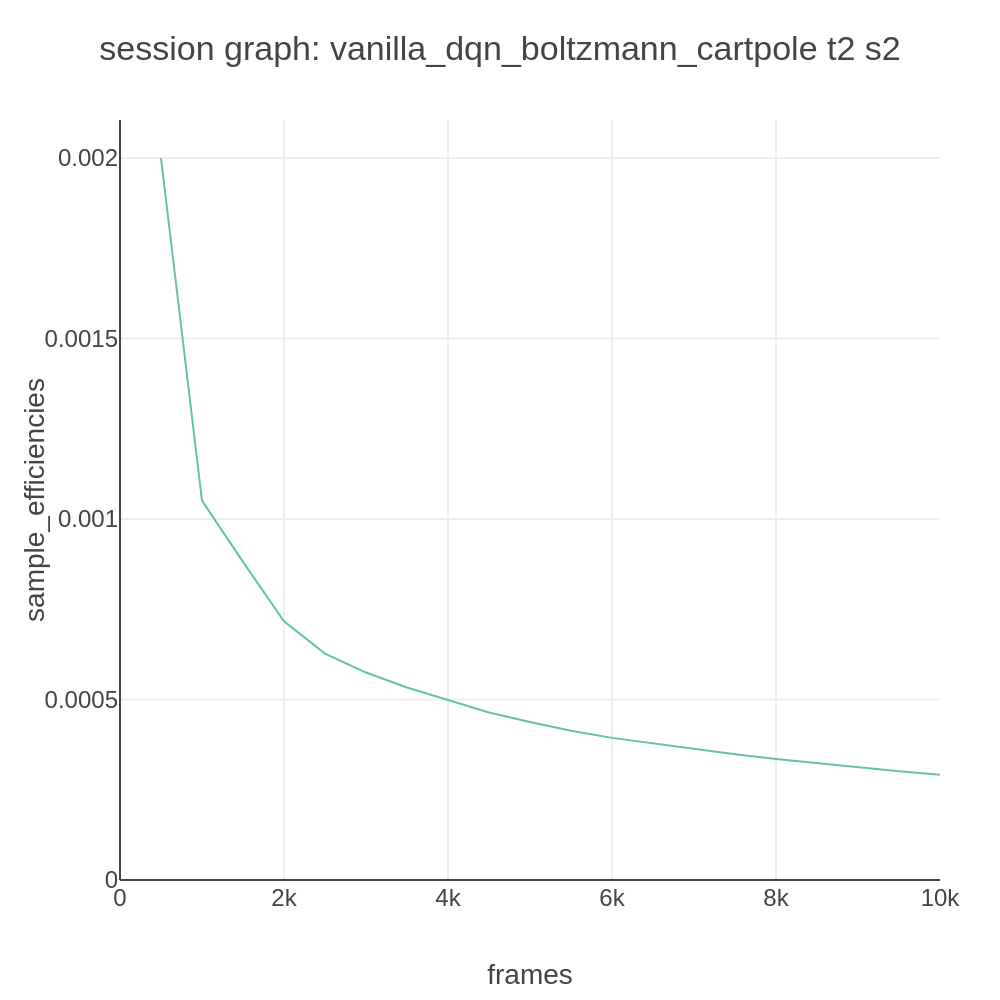 session graph: vanilla_dqn_boltzmann_cartpole t2 s2
sample_efficiencies
0.002
0.0015
0.001
0.0005
0
0
2k
4k
6k
8k
10k
frames